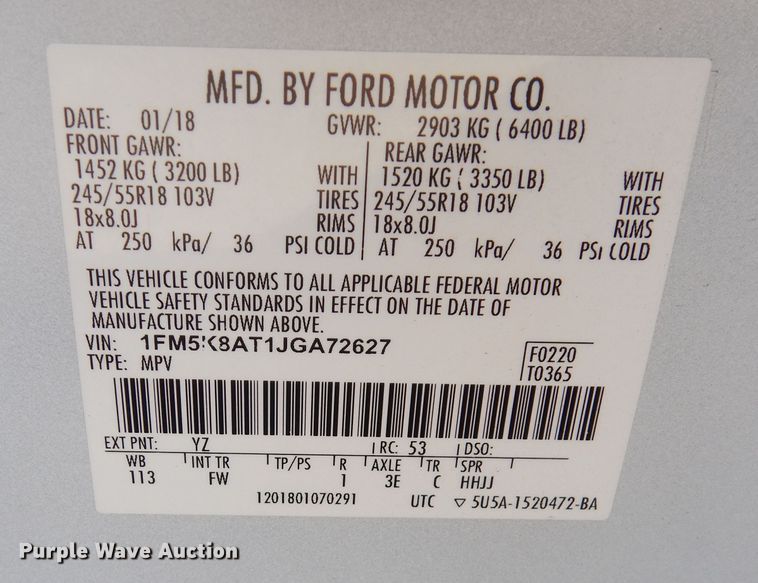 MFD. BY FORD MOTOR CO.
DATE: 01/18 GVWR: 2903 KG ( 6400 LB)
FRONT GAWR: REAR GAWR:
1452 KG ( 3200 LB) WITH 1520 KG ( 3350 LB) WITH
245/55R18 103V TIRES 245/55R18 103V TIRES
18x8.0J RIMS 18x8.0J RIMS
AT 250 kPa/ 36 PSI COLD AT 250 kPa/ 36 PSI COLD
THIS VEHICLE CONFORMS TO ALL APPLICABLE FEDERAL MOTOR
VEHICLE SAFETY STANDARDS IN EFFECT ON THE DATE OF
MANUFACTURE SHOWN ABOVE.
VIN: 1FM5K8AT1JGA72627
TYPE: MPV
F0220
T0365
EXT PNT: YZ RC: 53 DSO:
WB INT TR TP/PS R AXLE TR SPR
113 FW 1 3E C HHJJ
1201801070291 UTC ▽ 5U5A-1520472-BA
Purple Wave Auction